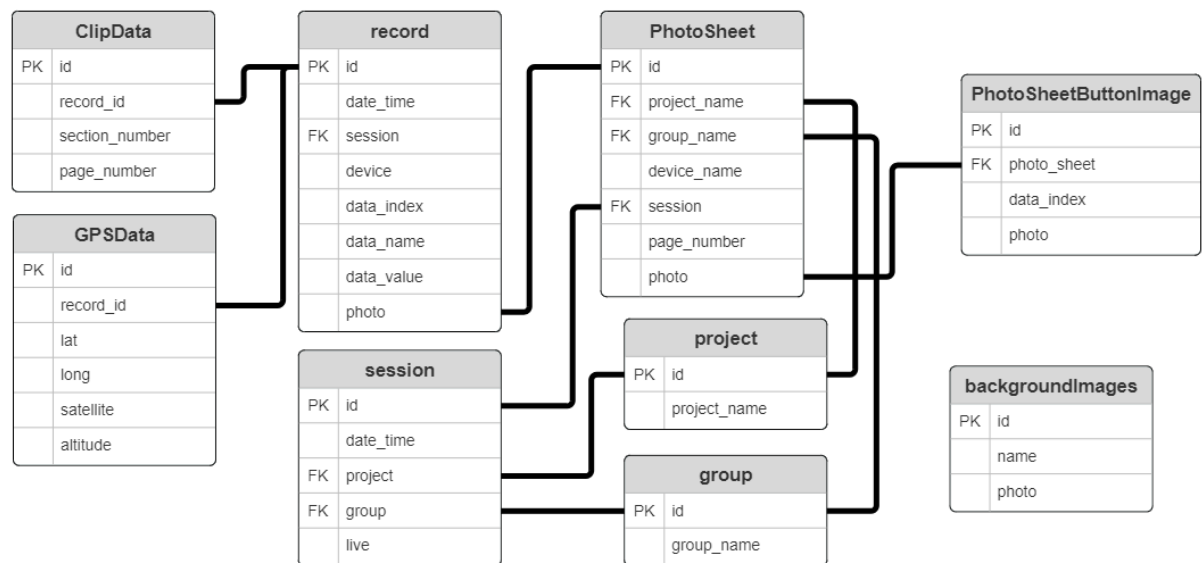 ClipData
PK id
record_id
section_number
page_number
GPSData
PK id
record_id
lat
long
satellite
altitude
record
PK id
date_time
FK session
device
data_index
data_name
data_value
photo
session
PK id
date_time
FK project
FK group
live
PhotoSheet
PK id
FK project_name
FK group_name
device_name
FK session
page_number
photo
project
PK id
project_name
group
PK id
group_name
PhotoSheetButtonImage
PK id
FK photo_sheet
data_index
photo
backgroundImages
PK id
name
photo